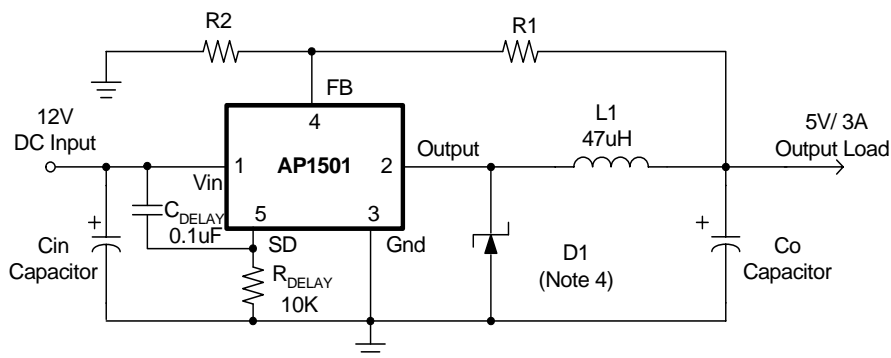 R2
R1
FB
4
12V
DC Input
L1
47uH
5V/ 3A
Output Load
Vin
1
AP1501
2
Output
5
3
C_DELAY
0.1uF
SD
Gnd
+
Cin
Capacitor
R_DELAY
10K
D1
(Note 4)
+
Co
Capacitor